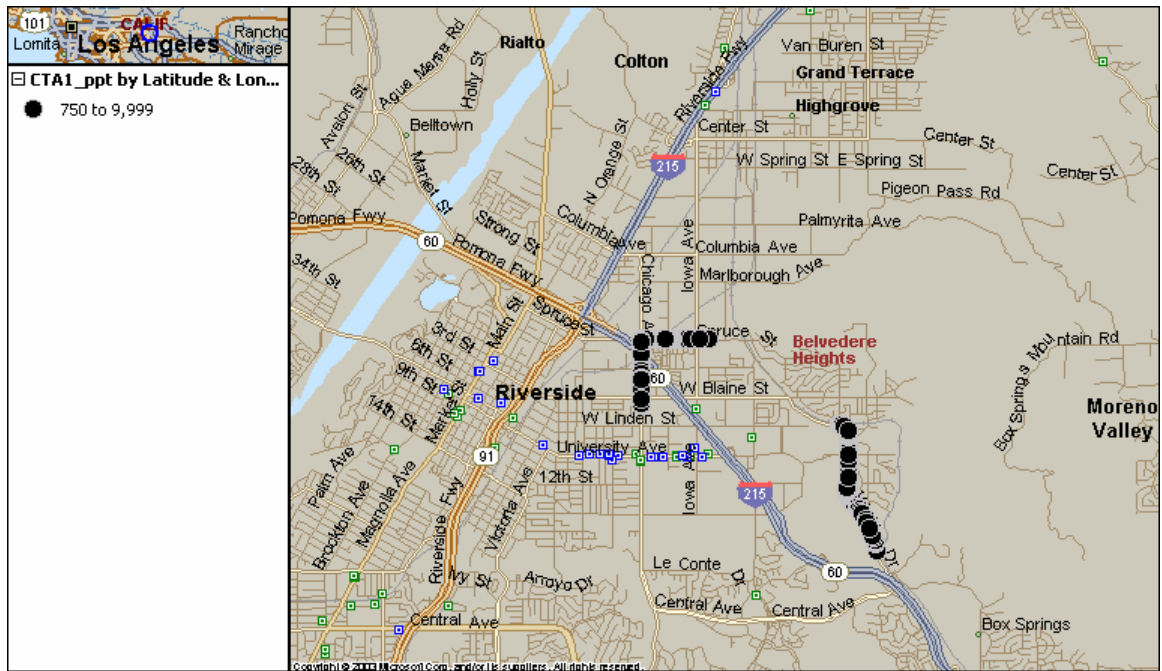 101
CALIF
Lomita
Los Angeles
Rancho
Mirage
CTA1_ppt by Latitude & Lon...
750 to 9,999
Rialto
Colton
Agua Mansa Rd
Holly St
Avalon St
Belltown
26th St
28th St
Market St
Riverside Fwy
Van Buren St
Grand Terrace
Highgrove
Center St
Center St
Center St
W Spring St E Spring St
215
N Orange St
Pigeon Pass Rd
Pomona Fwy
60
Strong St
Columbia Ave
Iowa Ave
Palmyrita Ave
Columbia Ave
Pomona Fwy
34th St
Chicago A
Marlborough Ave
Spruce St
Spruce
St
3rd St
Main St
6th St
9th St
Belvedere
Heights
Box Springs Mountain Rd
60
W Blaine St
Riverside
14th St
Market St
W Linden St
Moreno
Valley
University Ave
91
12th St
Palm Ave
Brockton Ave
Magnolia Ave
Riverside Fwy
Victoria Ave
Iowa Ave
215
Dr
Le Conte
Dr
60
Ivy St
Arroyo Dr
Central Ave
Central Ave
Central Ave
Box Springs
Copyright © 2003 Microsoft Corp. and/or its suppliers. All rights reserved.